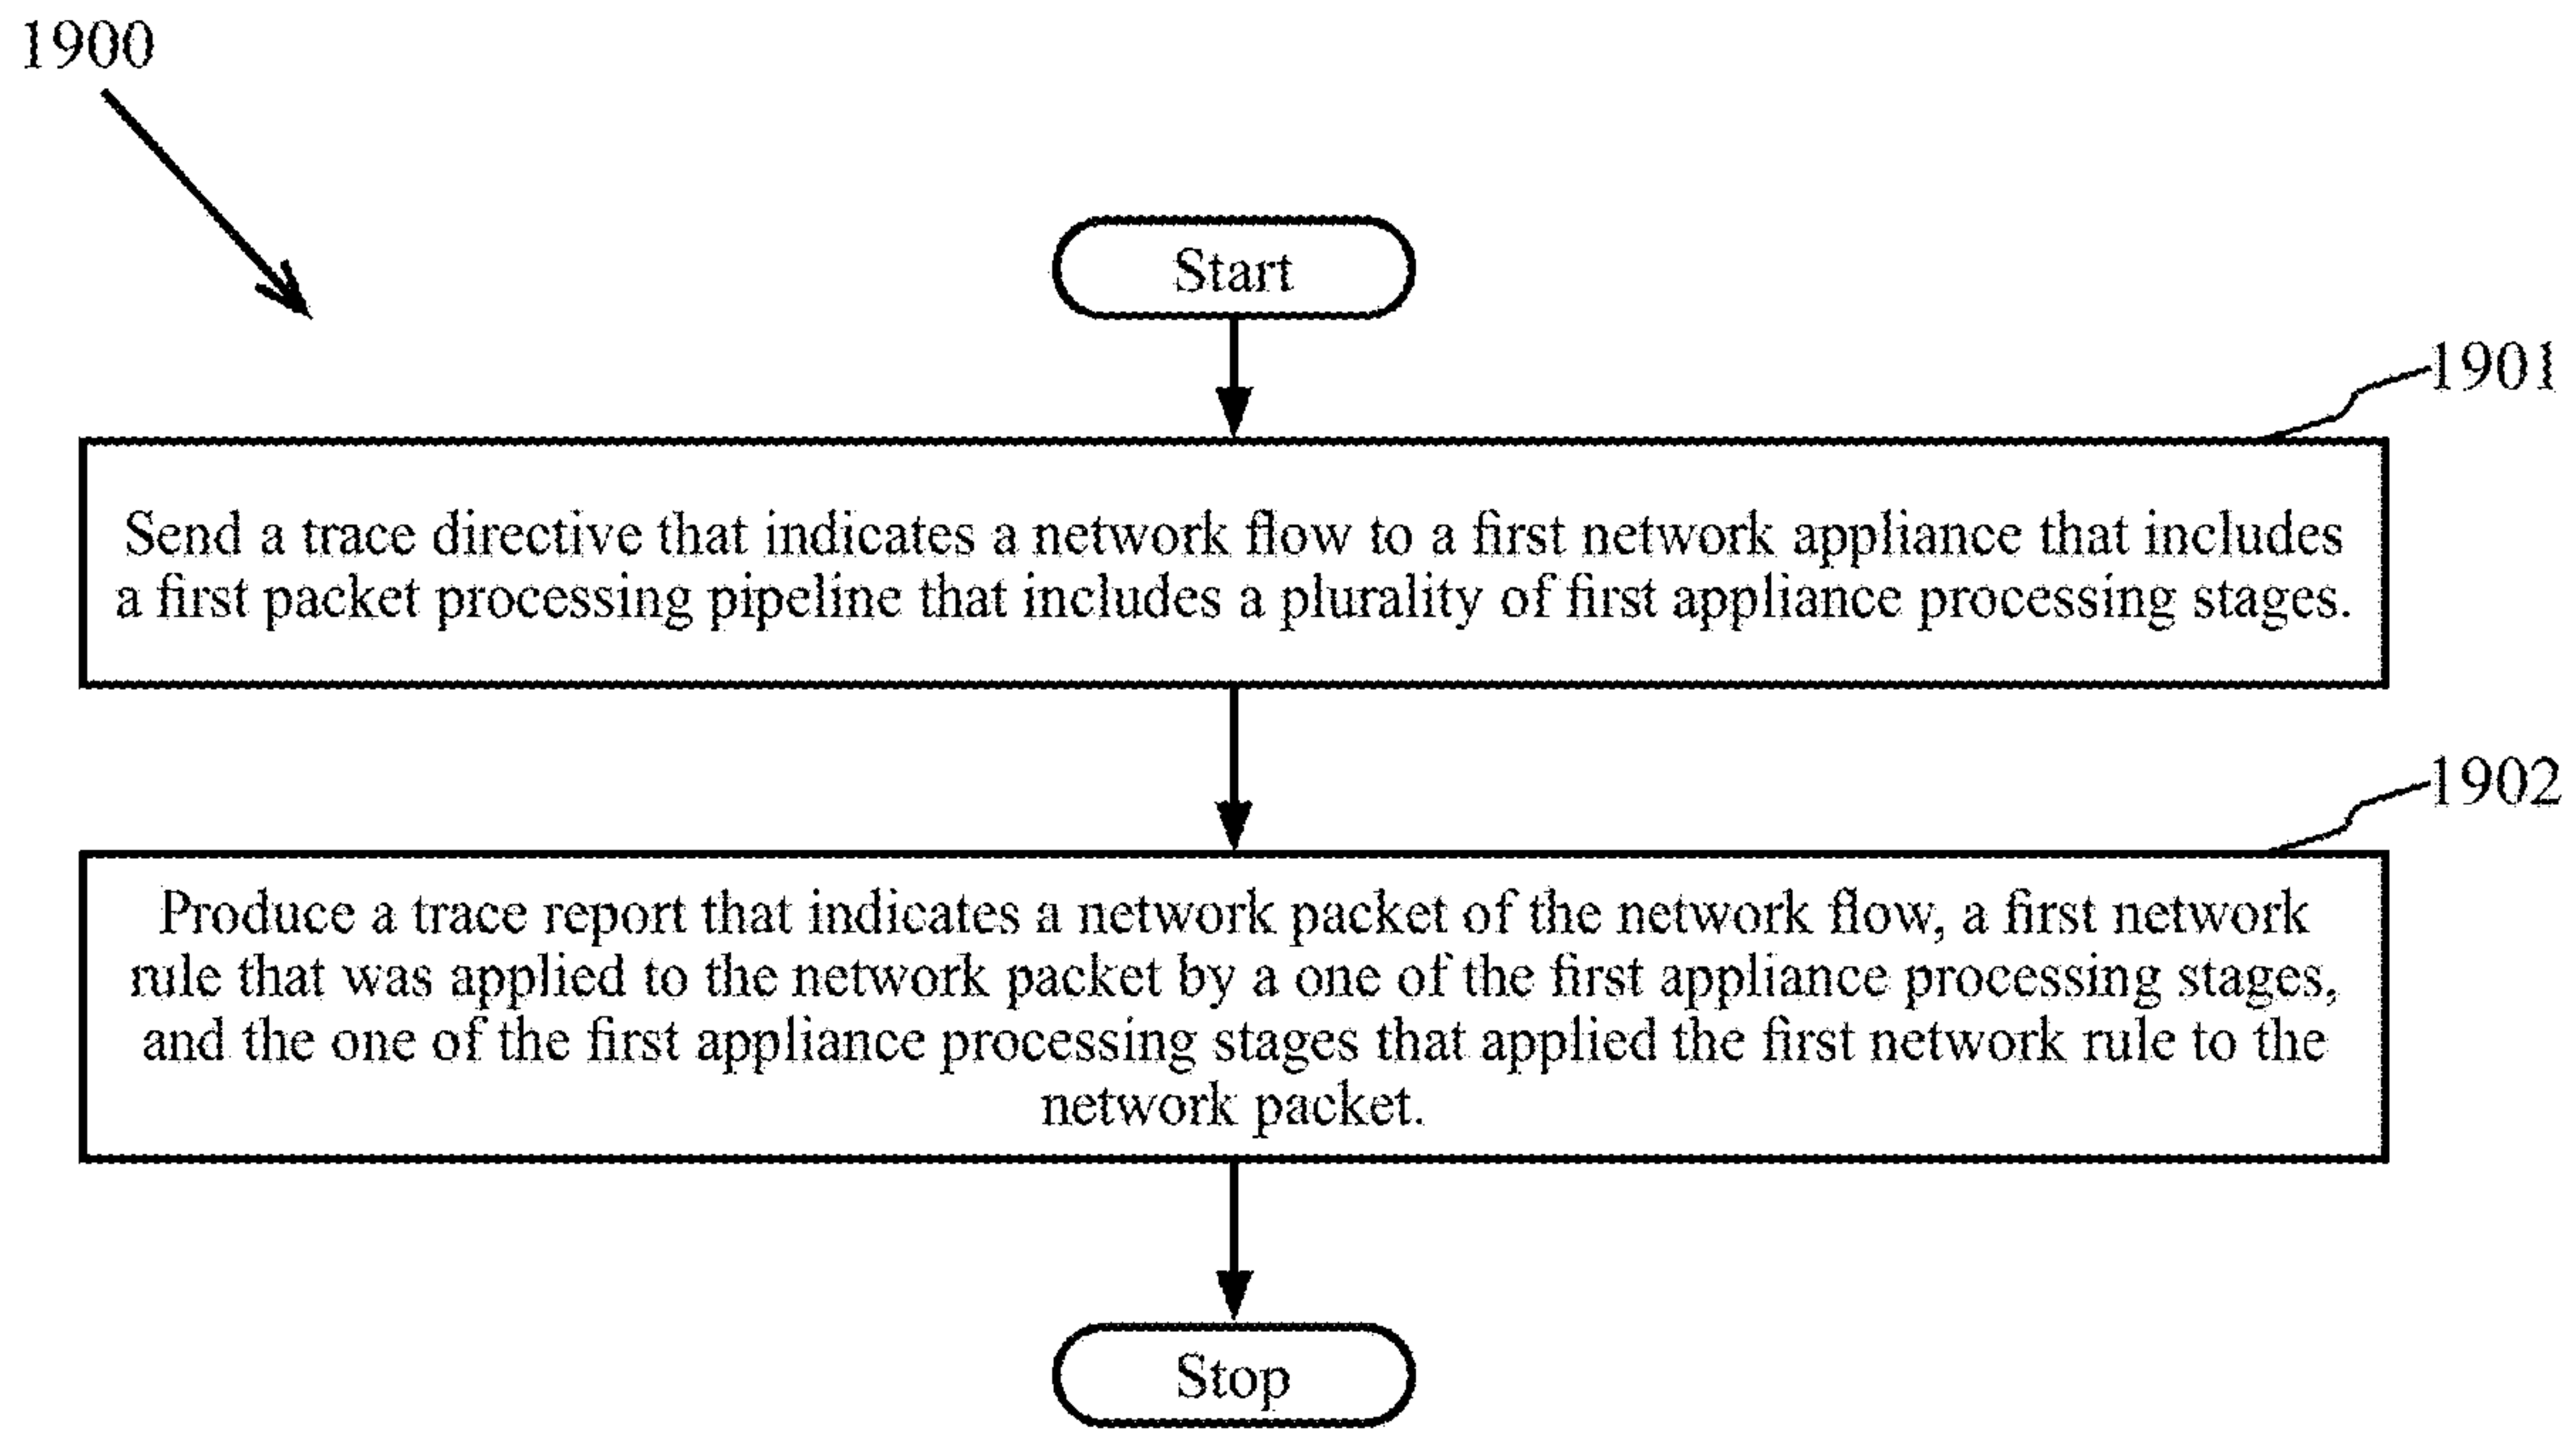 1900
Start
1901
Send a trace directive that indicates a network flow to a first network appliance that includes
a first packet processing pipeline that includes a plurality of first appliance processing stages.
1902
Produce a trace report that indicates a network packet of the network flow, a first network
rule that was applied to the network packet by a one of the first appliance processing stages,
and the one of the first appliance processing stages that applied the first network rule to the
network packet.
Stop